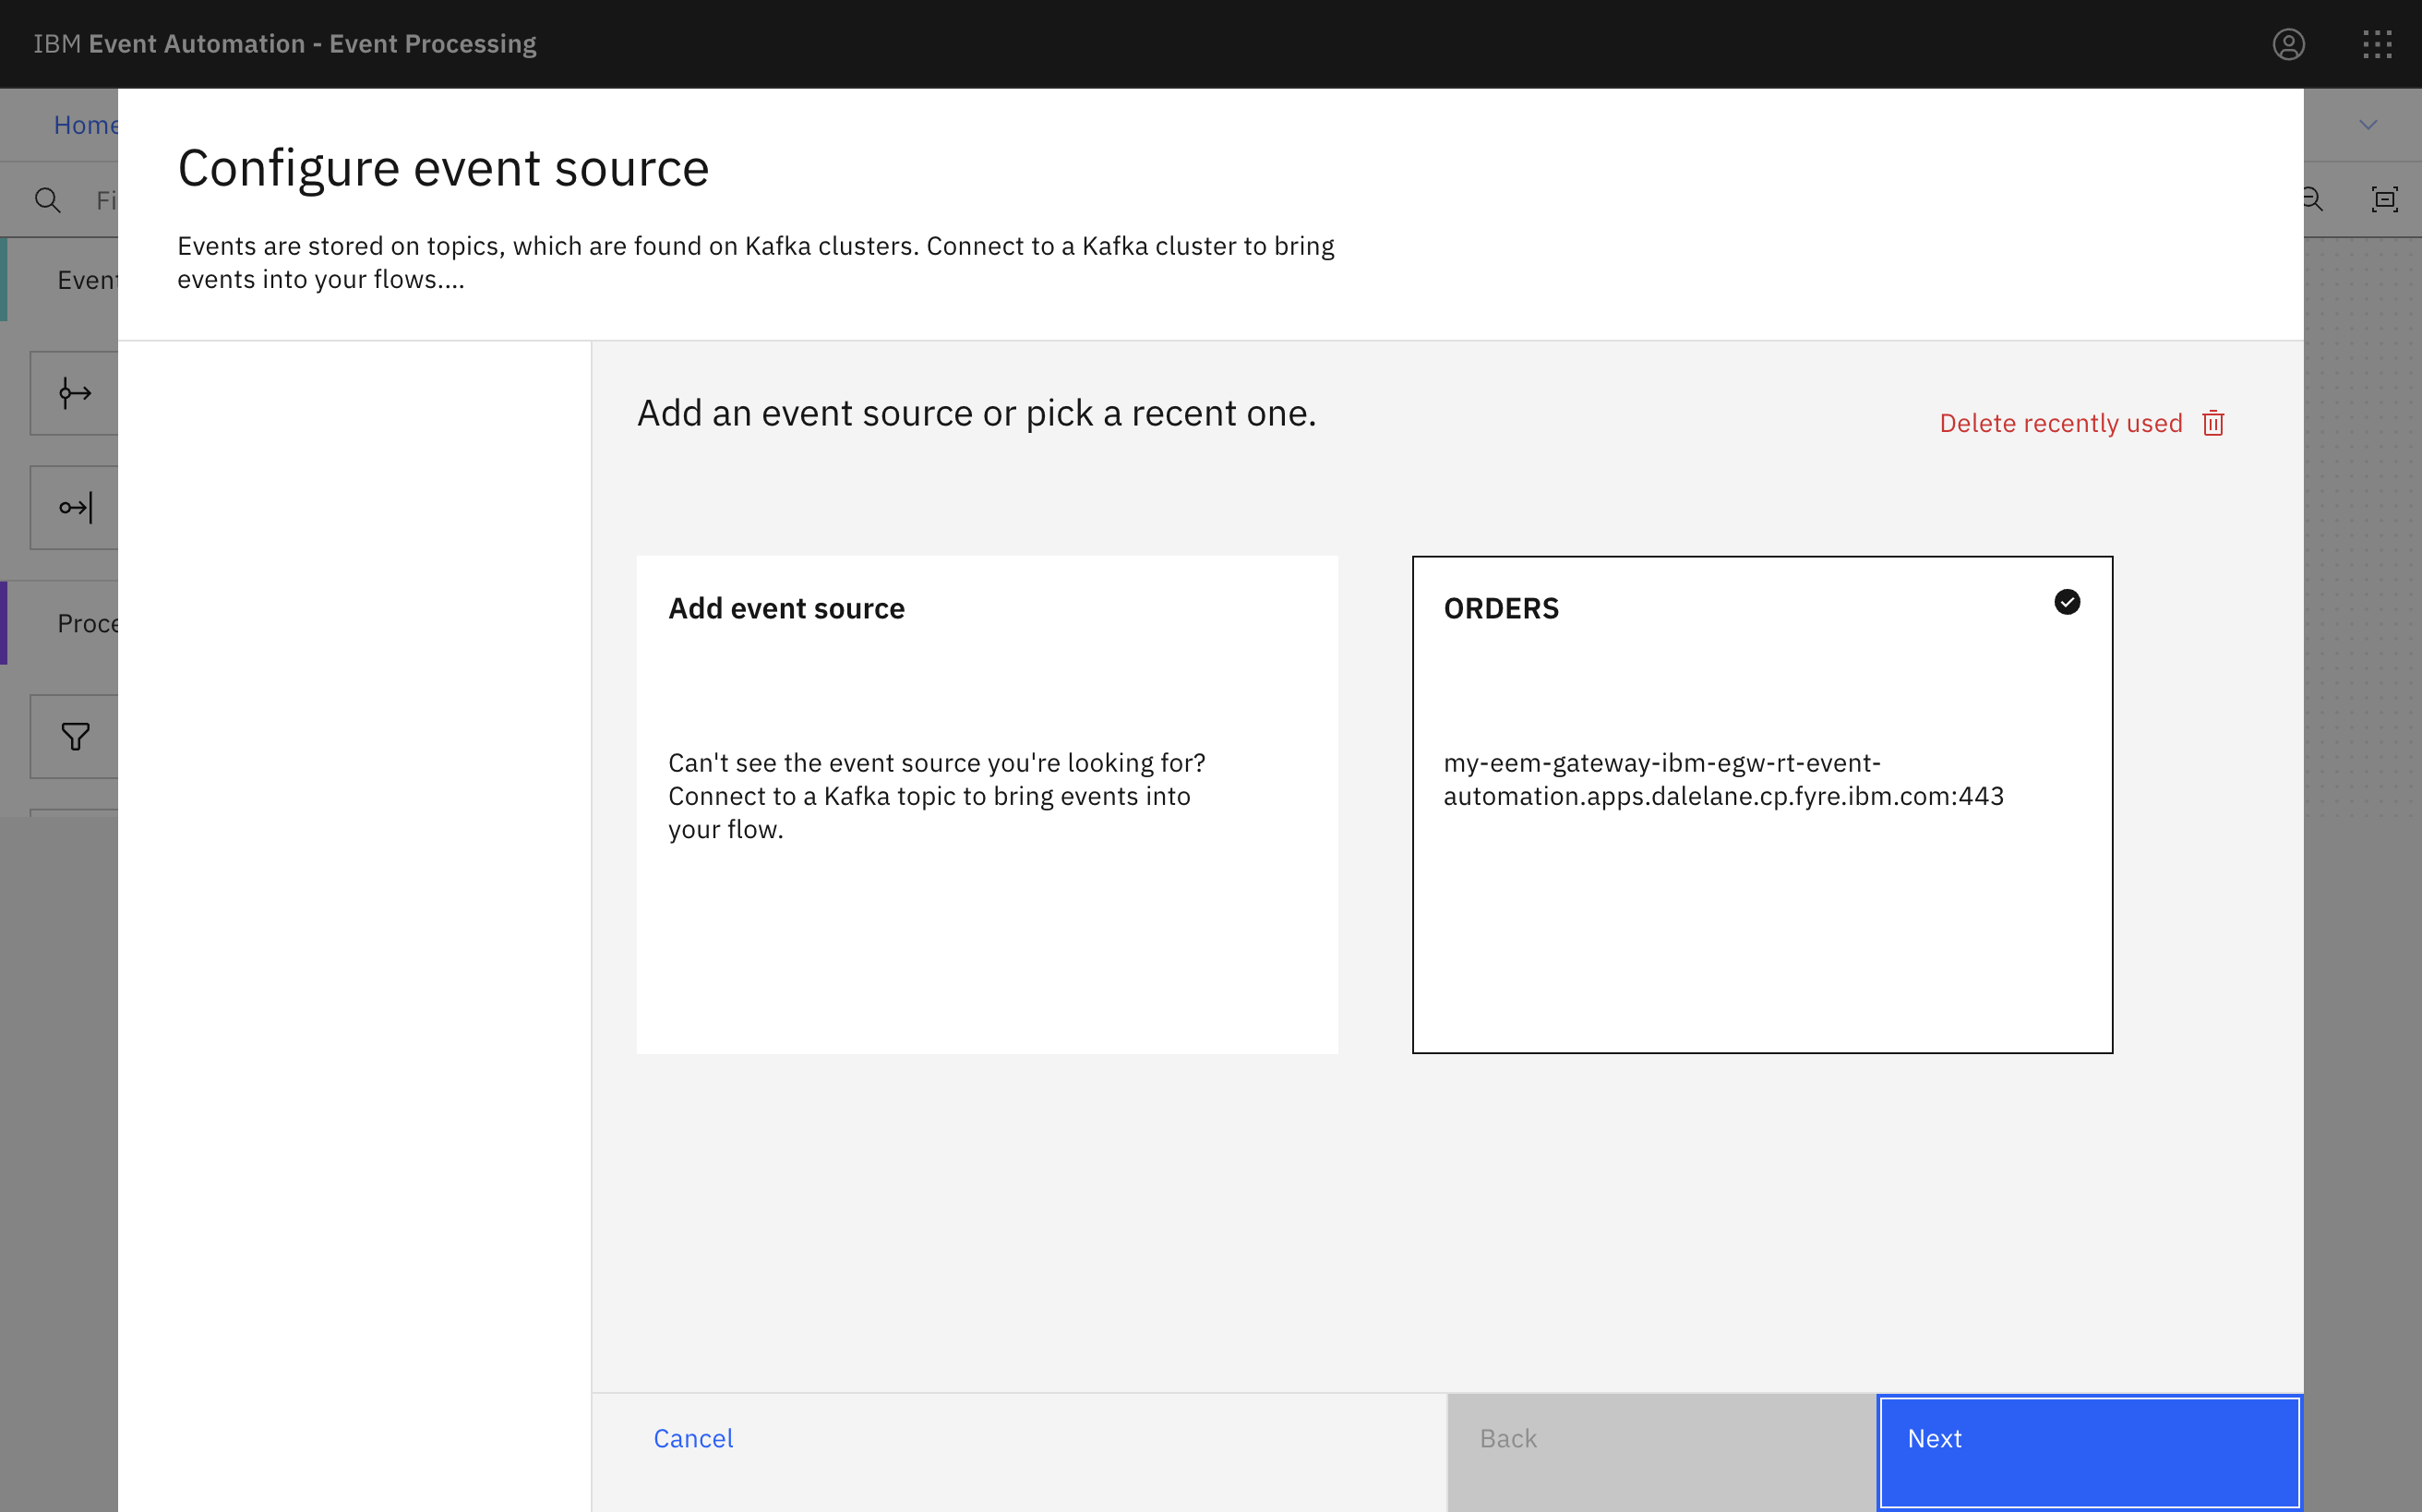 IBM Event Automation - Event Processing
Home
Fi
Configure event source
Events are stored on topics, which are found on Kafka clusters. Connect to a Kafka cluster to bring
events into your flows....
Event
Proce
Add an event source or pick a recent one.
Delete recently used
Add event source
Can't see the event source you're looking for?
Connect to a Kafka topic to bring events into
your flow.
ORDERS
my-eem-gateway-ibm-egw-rt-event-
automation.apps.dalelane.cp.fyre.ibm.com:443
Cancel
Back
Next